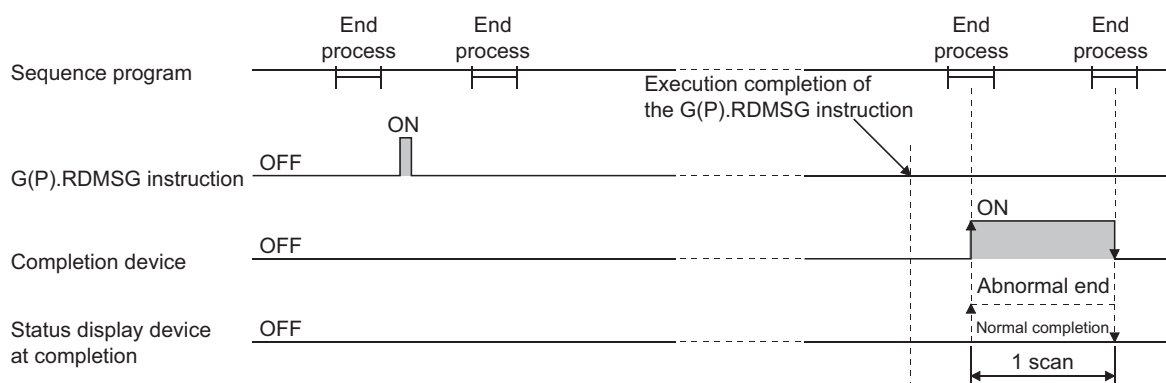 End
process
End
process
End
process
End
process
Sequence program
Execution completion of
the G(P).RDMSG instruction
ON
OFF
G(P).RDMSG instruction
ON
OFF
Completion device
Abnormal end
OFF
Status display device
at completion
Normal completion
1 scan